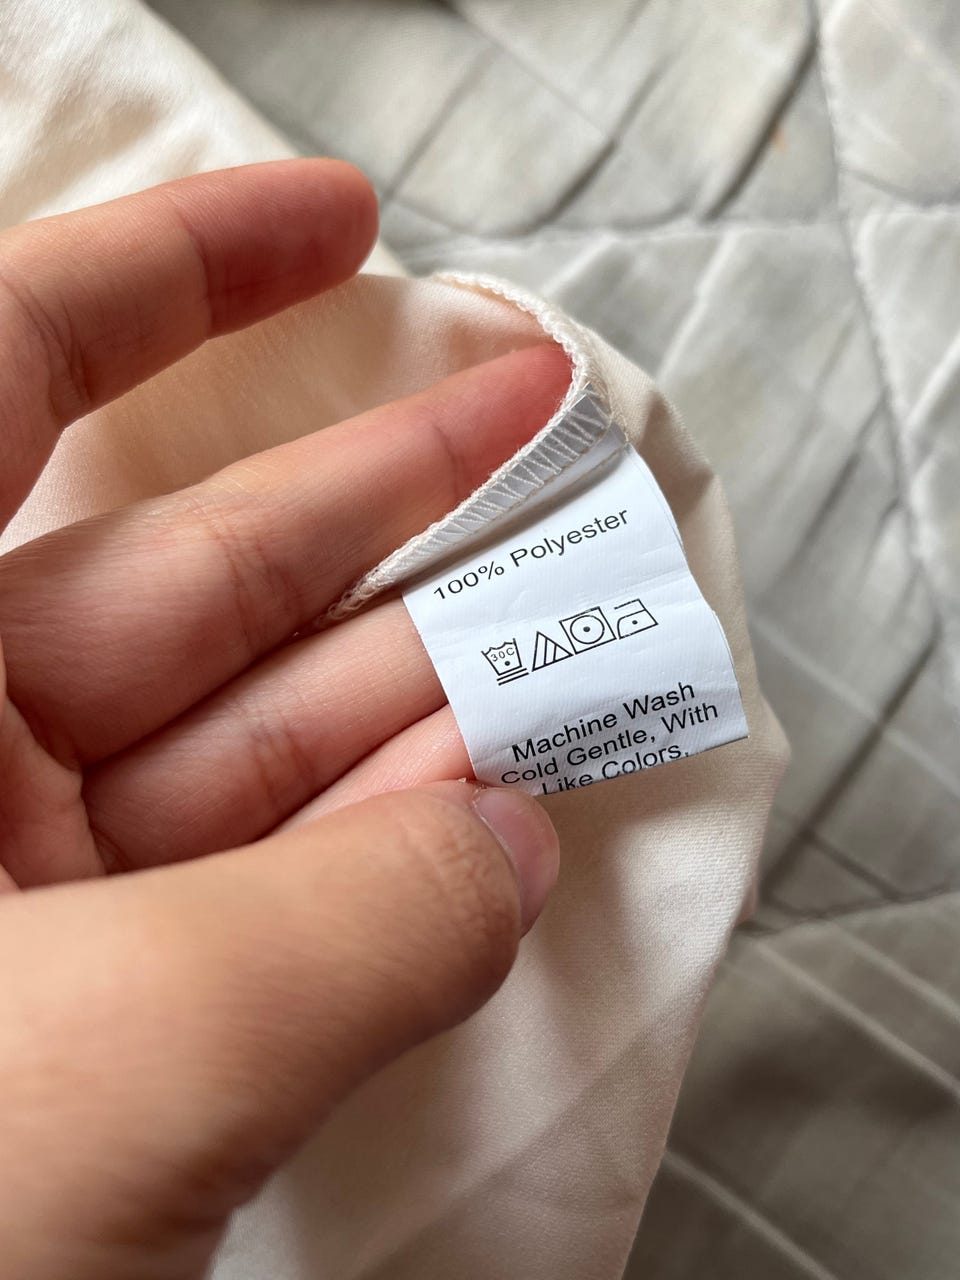 100% Polyester
30C
Machine Wash
Cold Gentle, With
Like Colors,